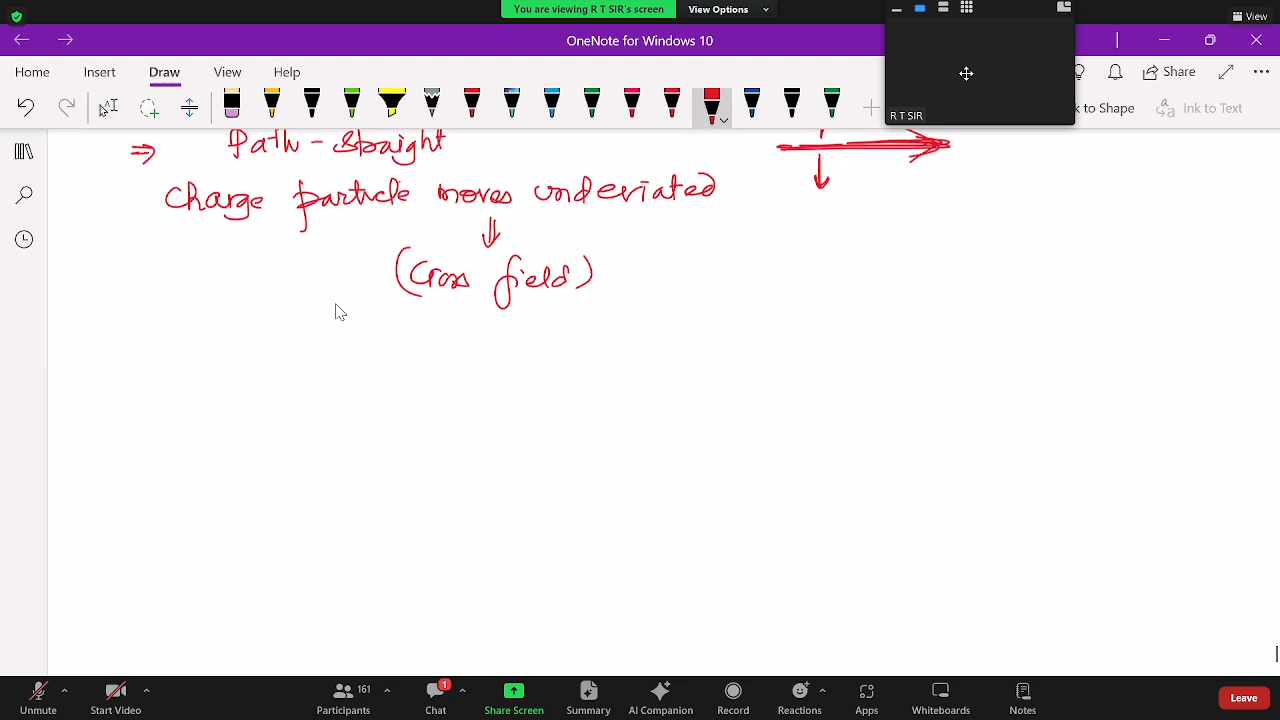 You are viewing R T SIR's screen View Options
View
OneNote for Windows 10
Home Insert Draw View Help
Share
R T SIR
k to Shape
Ink to Text
⇒ Path - straight
Charge particle moves undeviated
⇓
(Cross field)
Unmute Start Video Participants 161 Chat 1 Share Screen Summary AI Companion Record Reactions Apps Whiteboards Notes Leave